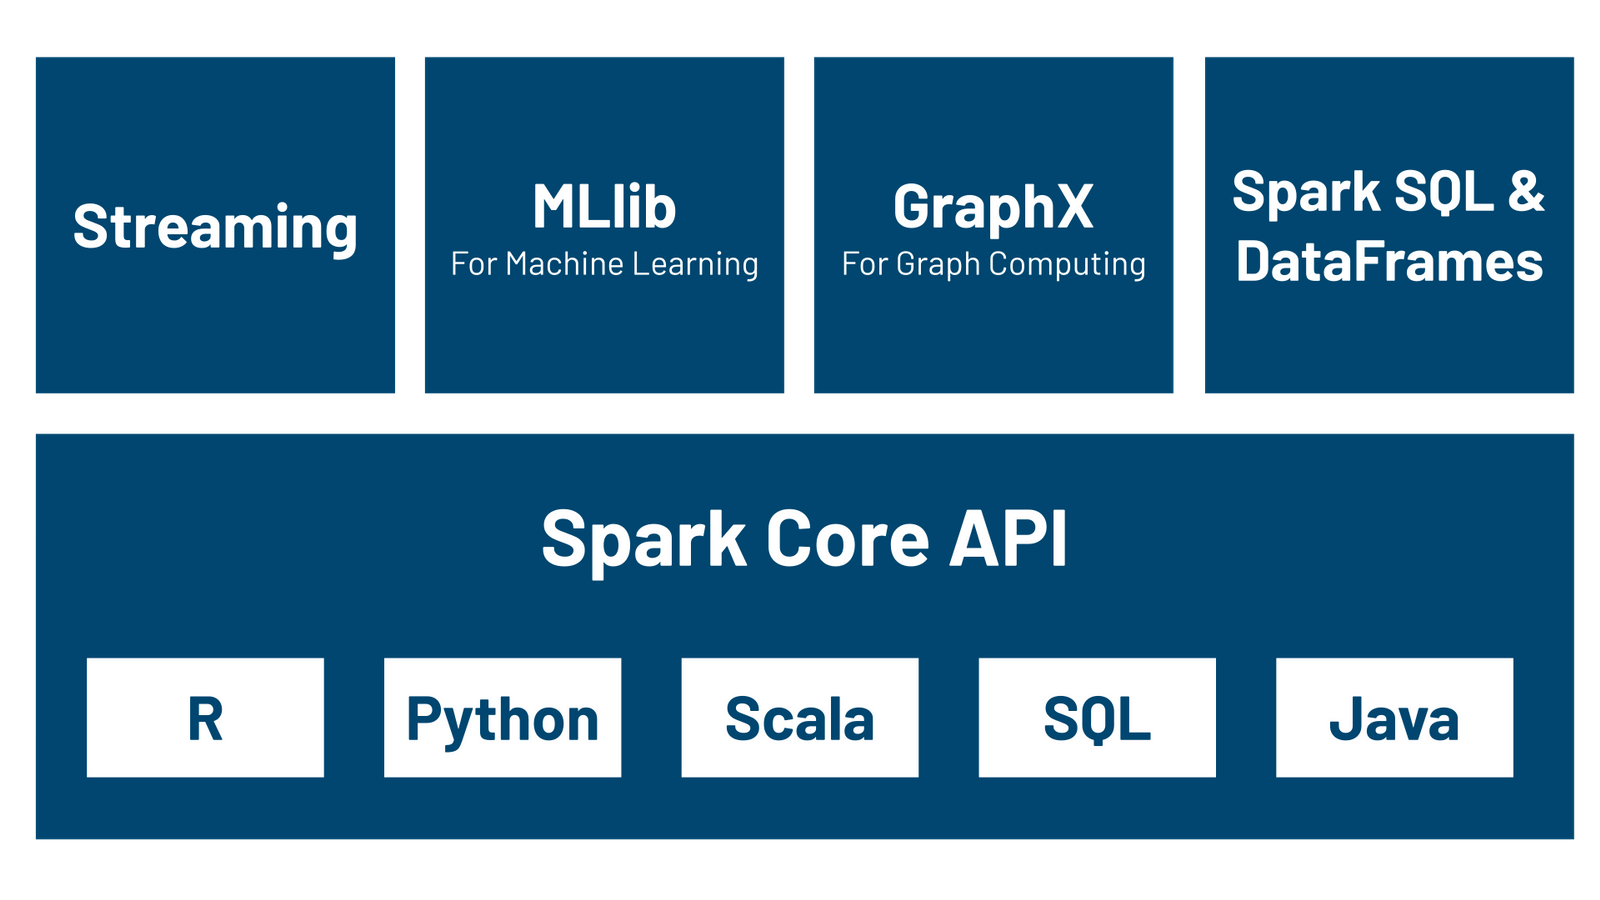 Streaming
MLlib
For Machine Learning
GraphX
For Graph Computing
Spark SQL &
DataFrames
Spark Core API
R
Python
Scala
SQL
Java